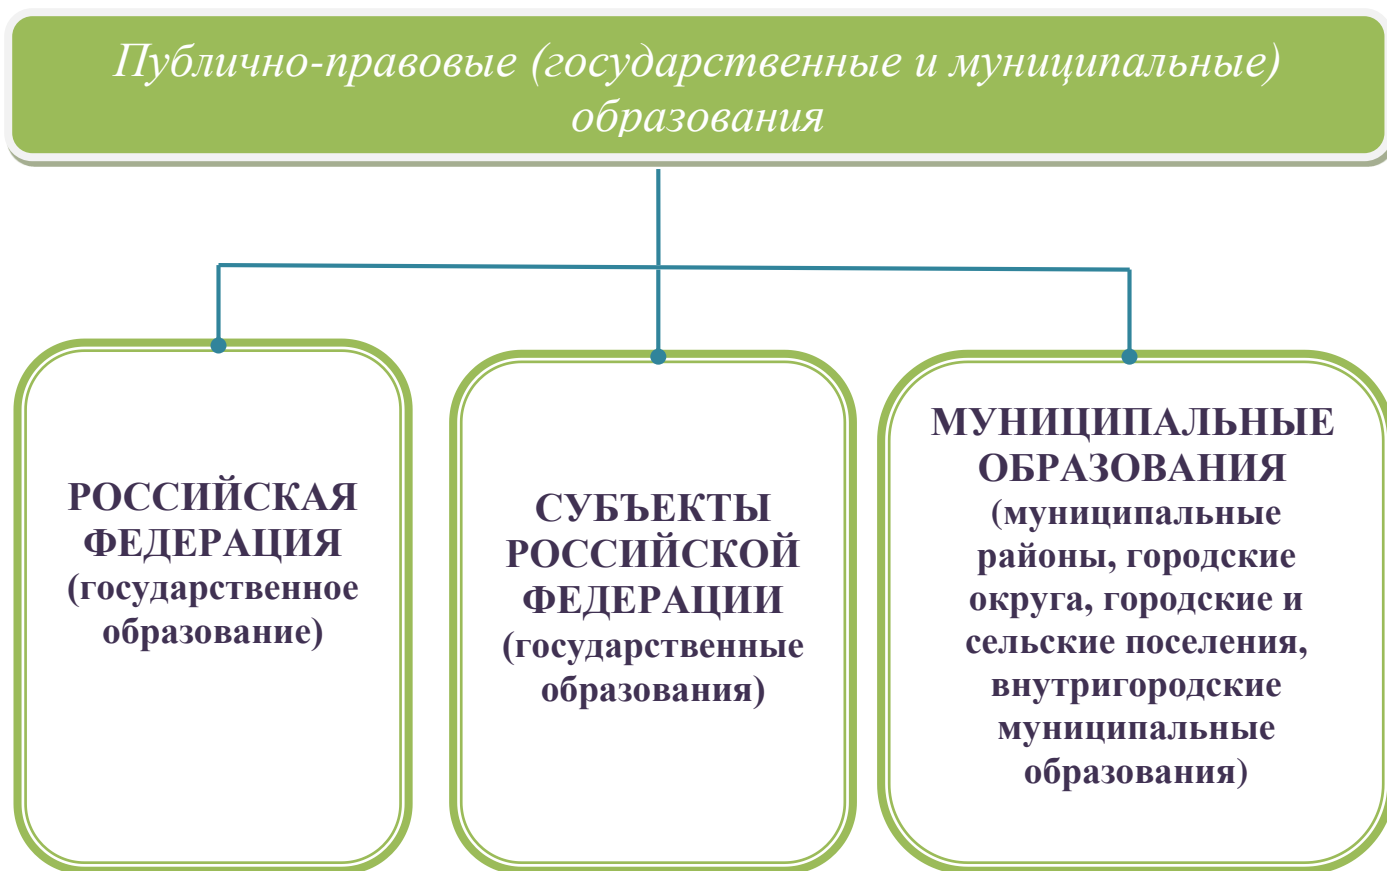 Публично-правовые (государственные и муниципальные)
образования
РОССИЙСКАЯ
ФЕДЕРАЦИЯ
(государственное
образование)
СУБЪЕКТЫ
РОССИЙСКОЙ
ФЕДЕРАЦИИ
(государственные
образования)
МУНИЦИПАЛЬНЫЕ
ОБРАЗОВАНИЯ
(муниципальные
районы, городские
округа, городские и
сельские поселения,
внутригородские
муниципальные
образования)